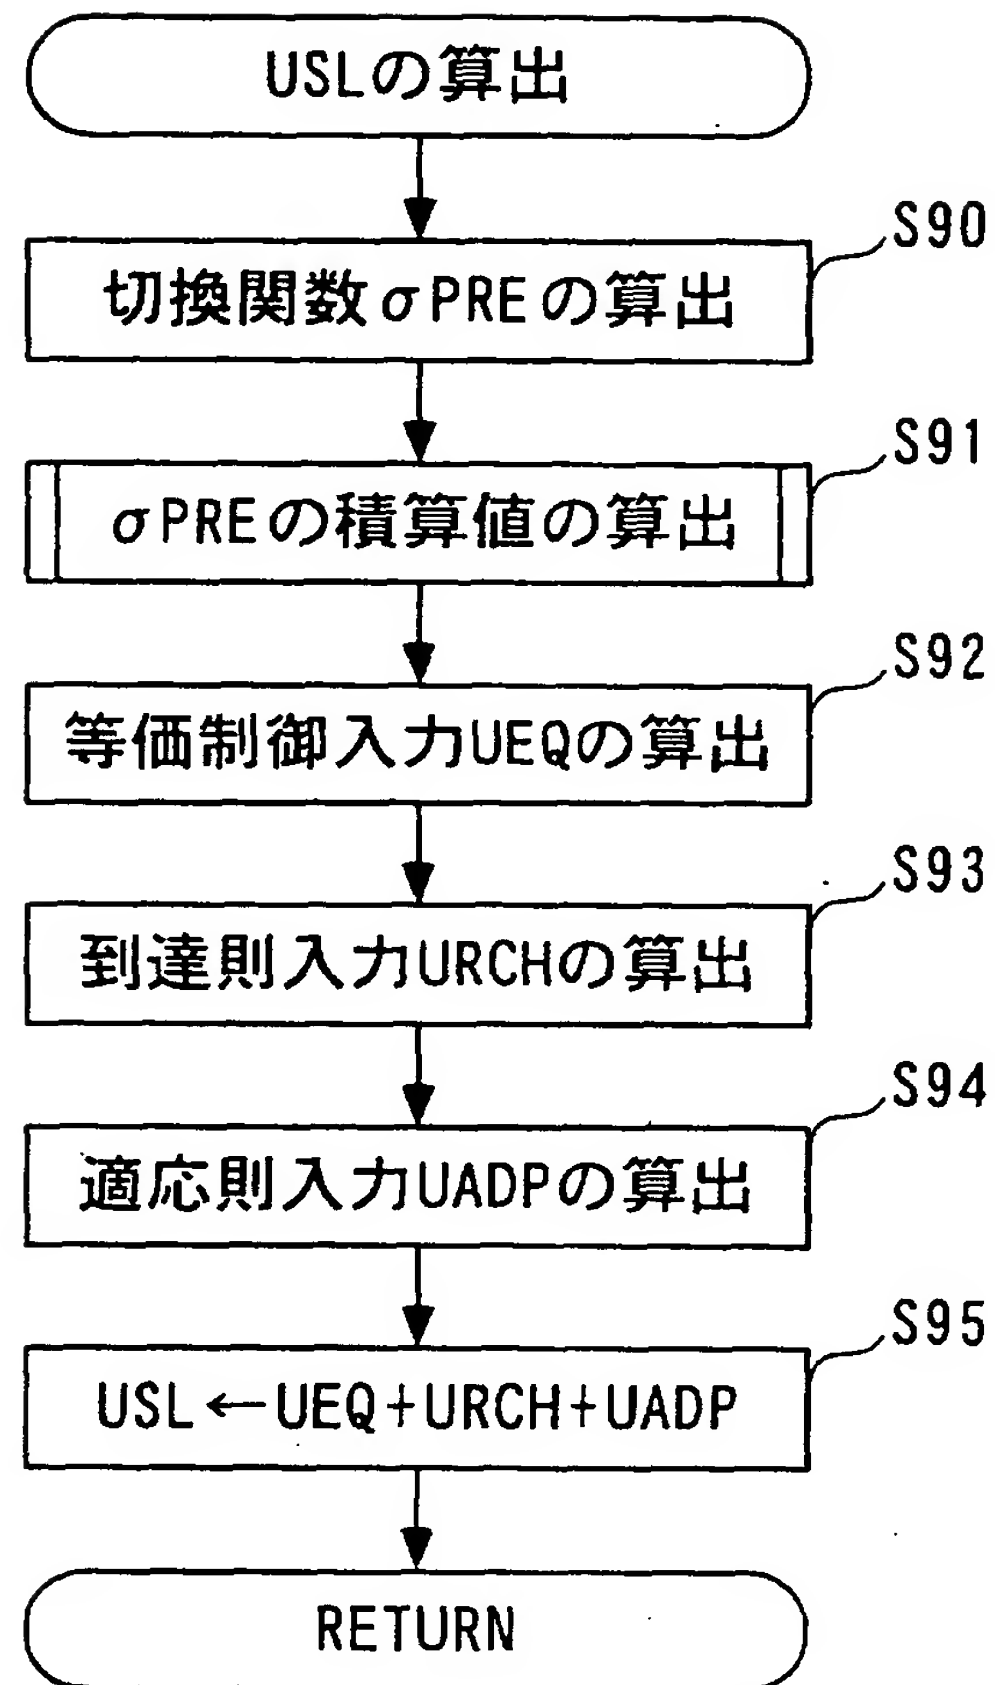 USLの算出
S90
切換関数σPREの算出
S91
σPREの積算値の算出
S92
等価制御入力UEQの算出
S93
到達則入力URCHの算出
S94
適応則入力UADPの算出
S95
USL←UEQ+URCH+UADP
RETURN